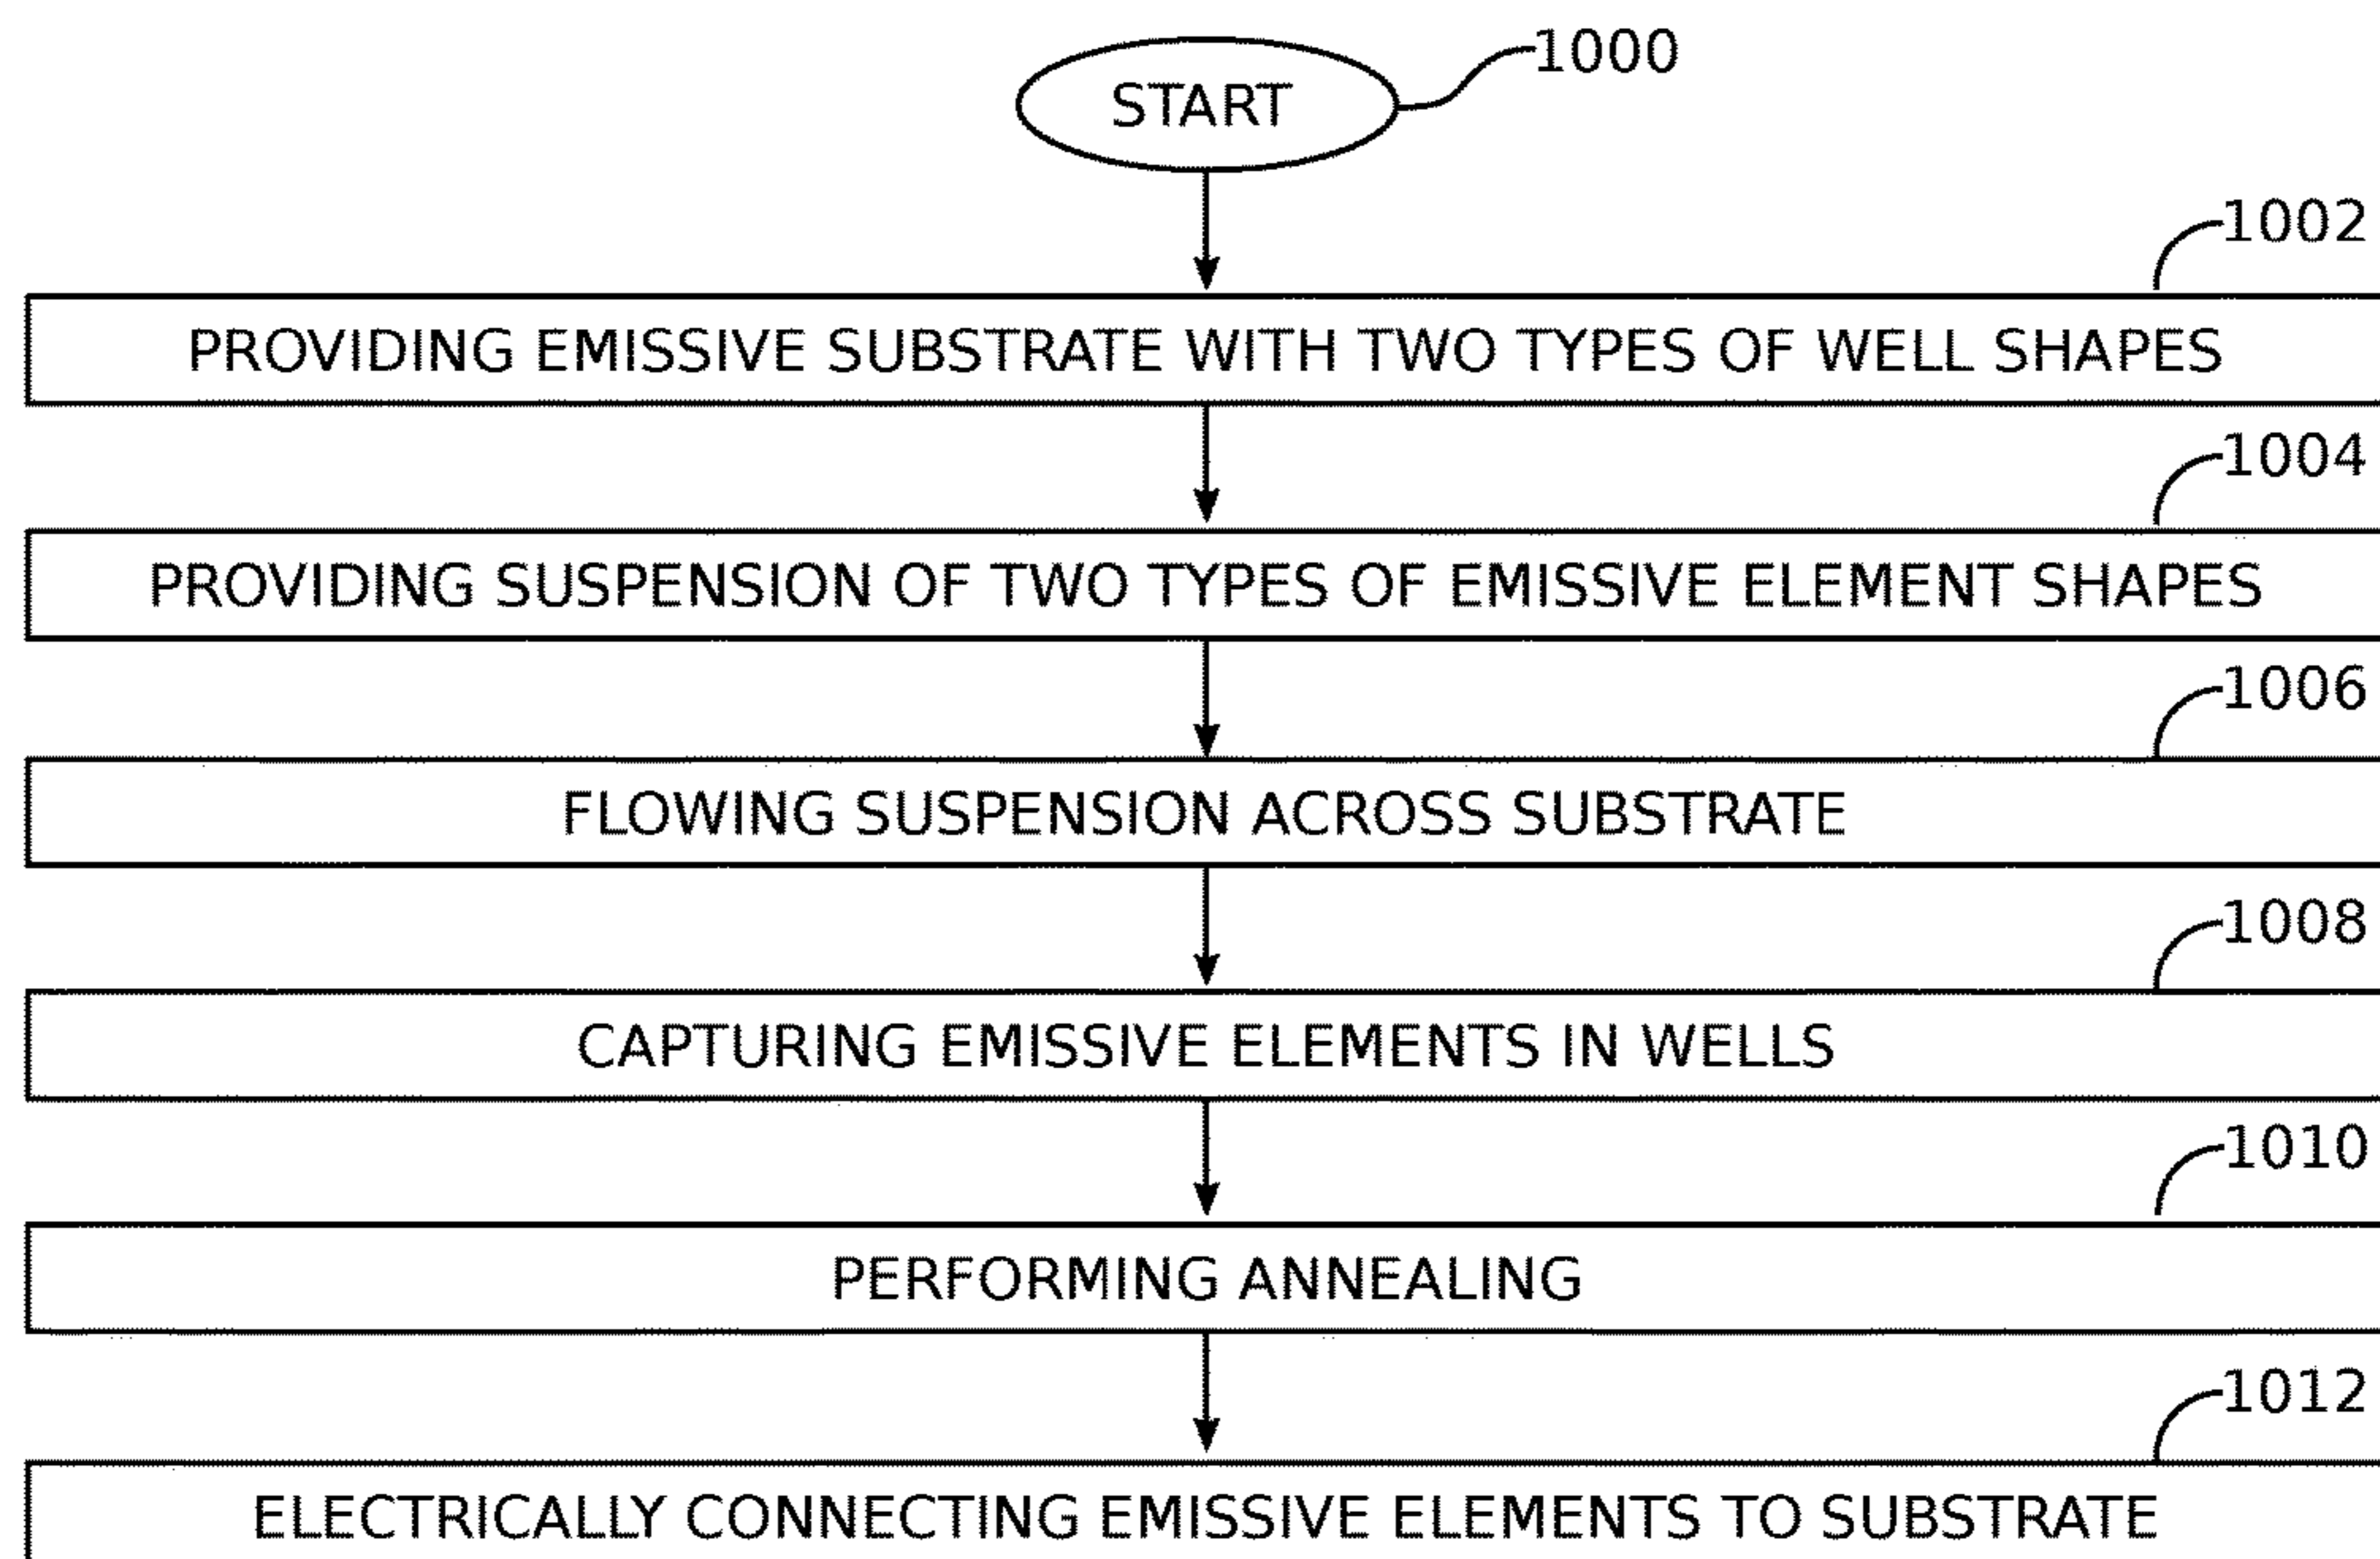 START
1000
1002
PROVIDING EMISSIVE SUBSTRATE WITH TWO TYPES OF WELL SHAPES
1004
PROVIDING SUSPENSION OF TWO TYPES OF EMISSIVE ELEMENT SHAPES
1006
FLOWING SUSPENSION ACROSS SUBSTRATE
1008
CAPTURING EMISSIVE ELEMENTS IN WELLS
1010
PERFORMING ANNEALING
1012
ELECTRICALLY CONNECTING EMISSIVE ELEMENTS TO SUBSTRATE